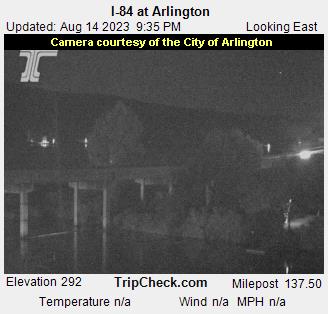 I-84 at Arlington
Updated: Aug 14 2023 9:35 PM Looking East
Camera courtesy of the City of Arlington
Elevation 292 TripCheck.com Milepost 137.50
Temperature n/a Wind n/a MPH n/a